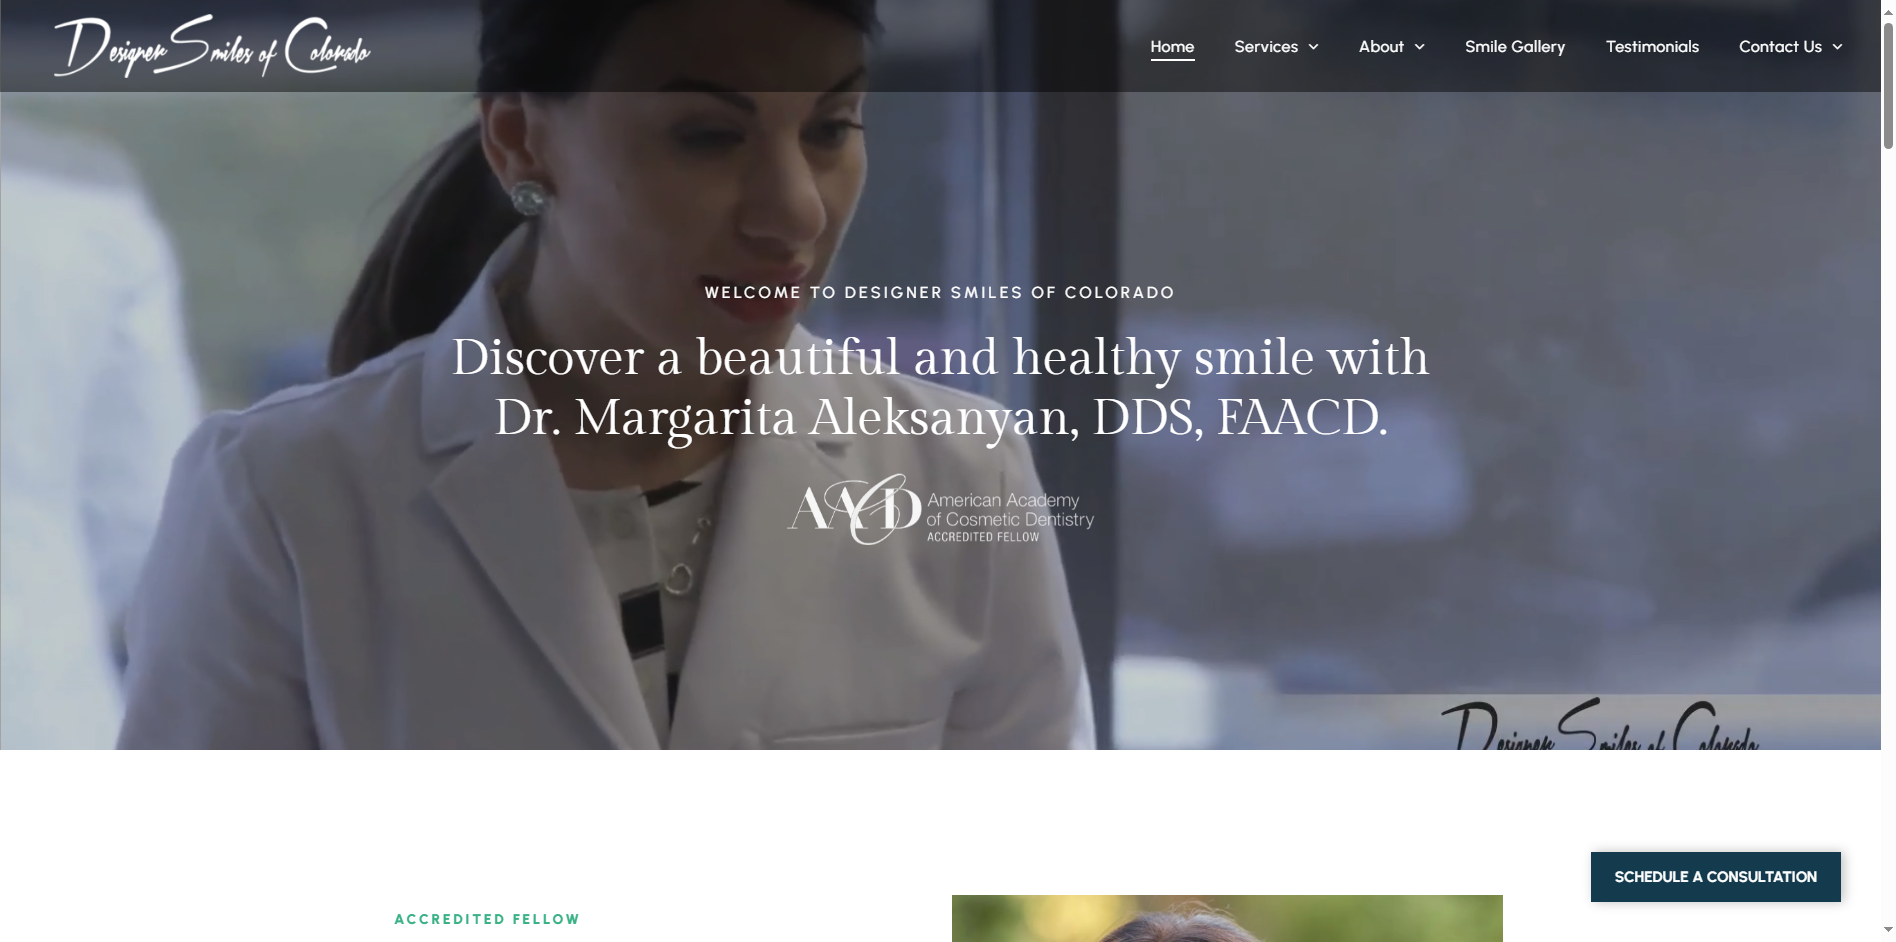 Designer Smiles of Colorado
Home
Services
About
Smile Gallery
Testimonials
Contact Us
WELCOME TO DESIGNER SMILES OF COLORADO
Discover a beautiful and healthy smile with
Dr. Margarita Aleksanyan, DDS, FAACD.
AACD
American Academy
of Cosmetic Dentistry
ACCREDITED FELLOW
Designer Smiles of Colorado
SCHEDULE A CONSULTATION
ACCREDITED FELLOW